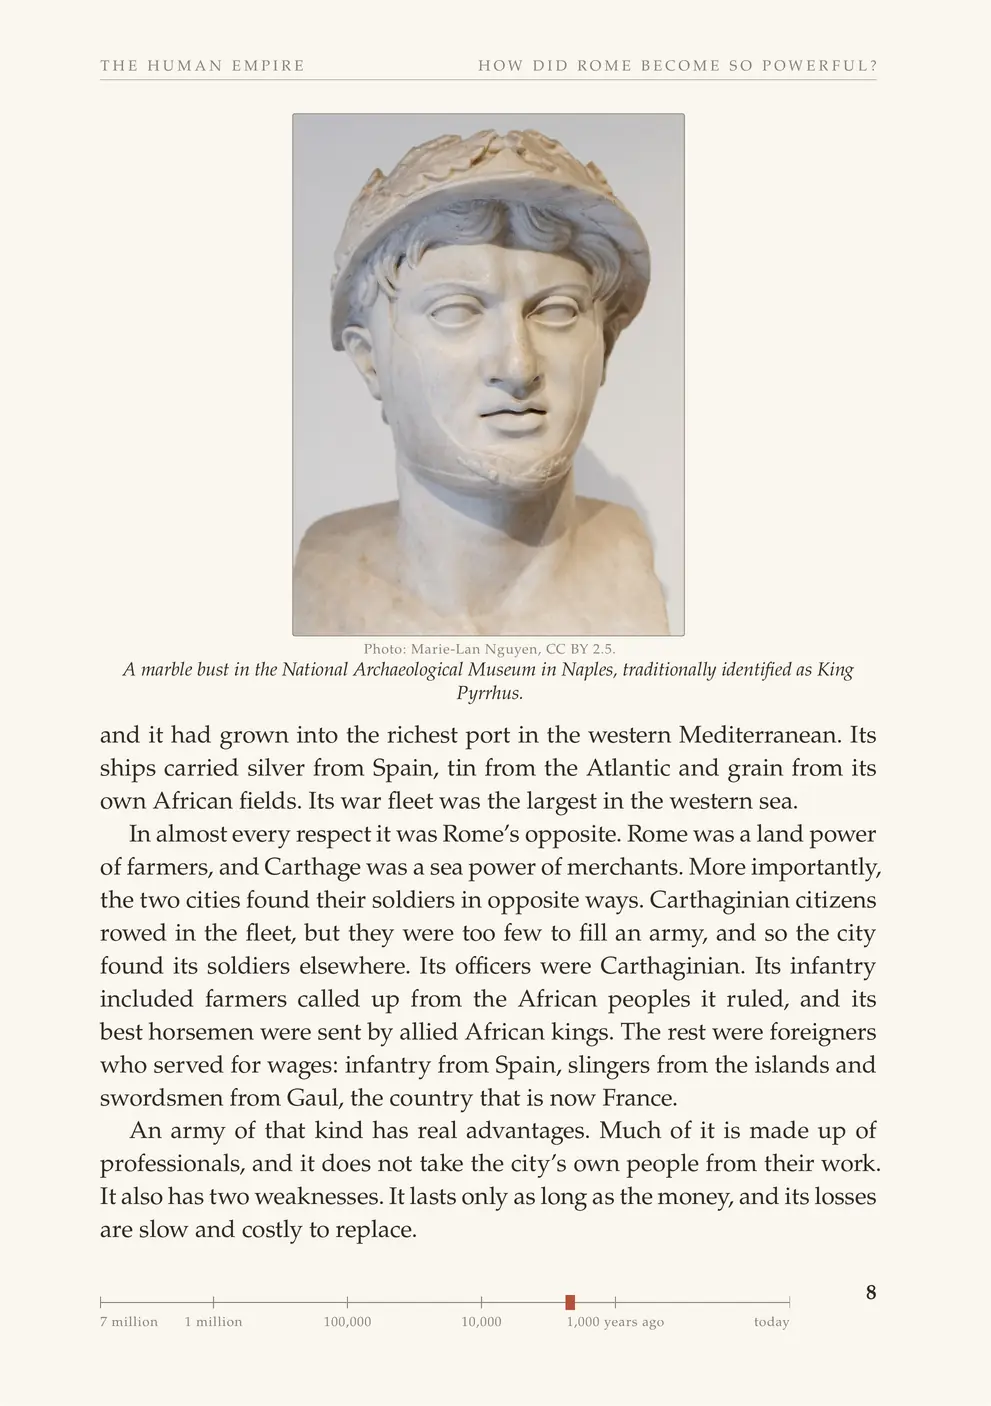 THE HUMAN EMPIRE
HOW DID ROME BECOME SO POWERFUL?
Photo: Marie-Lan Nguyen, CC BY 2.5.
A marble bust in the National Archaeological Museum in Naples, traditionally identified as King
Pyrrhus.
and it had grown into the richest port in the western Mediterranean. Its
ships carried silver from Spain, tin from the Atlantic and grain from its
own African fields. Its war fleet was the largest in the western sea.
In almost every respect it was Rome’s opposite. Rome was a land power
of farmers, and Carthage was a sea power of merchants. More importantly,
the two cities found their soldiers in opposite ways. Carthaginian citizens
rowed in the fleet, but they were too few to fill an army, and so the city
found its soldiers elsewhere. Its officers were Carthaginian. Its infantry
included farmers called up from the African peoples it ruled, and its
best horsemen were sent by allied African kings. The rest were foreigners
who served for wages: infantry from Spain, slingers from the islands and
swordsmen from Gaul, the country that is now France.
An army of that kind has real advantages. Much of it is made up of
professionals, and it does not take the city’s own people from their work.
It also has two weaknesses. It lasts only as long as the money, and its losses
are slow and costly to replace.
8
7 million 1 million 100,000 10,000 1,000 years ago today